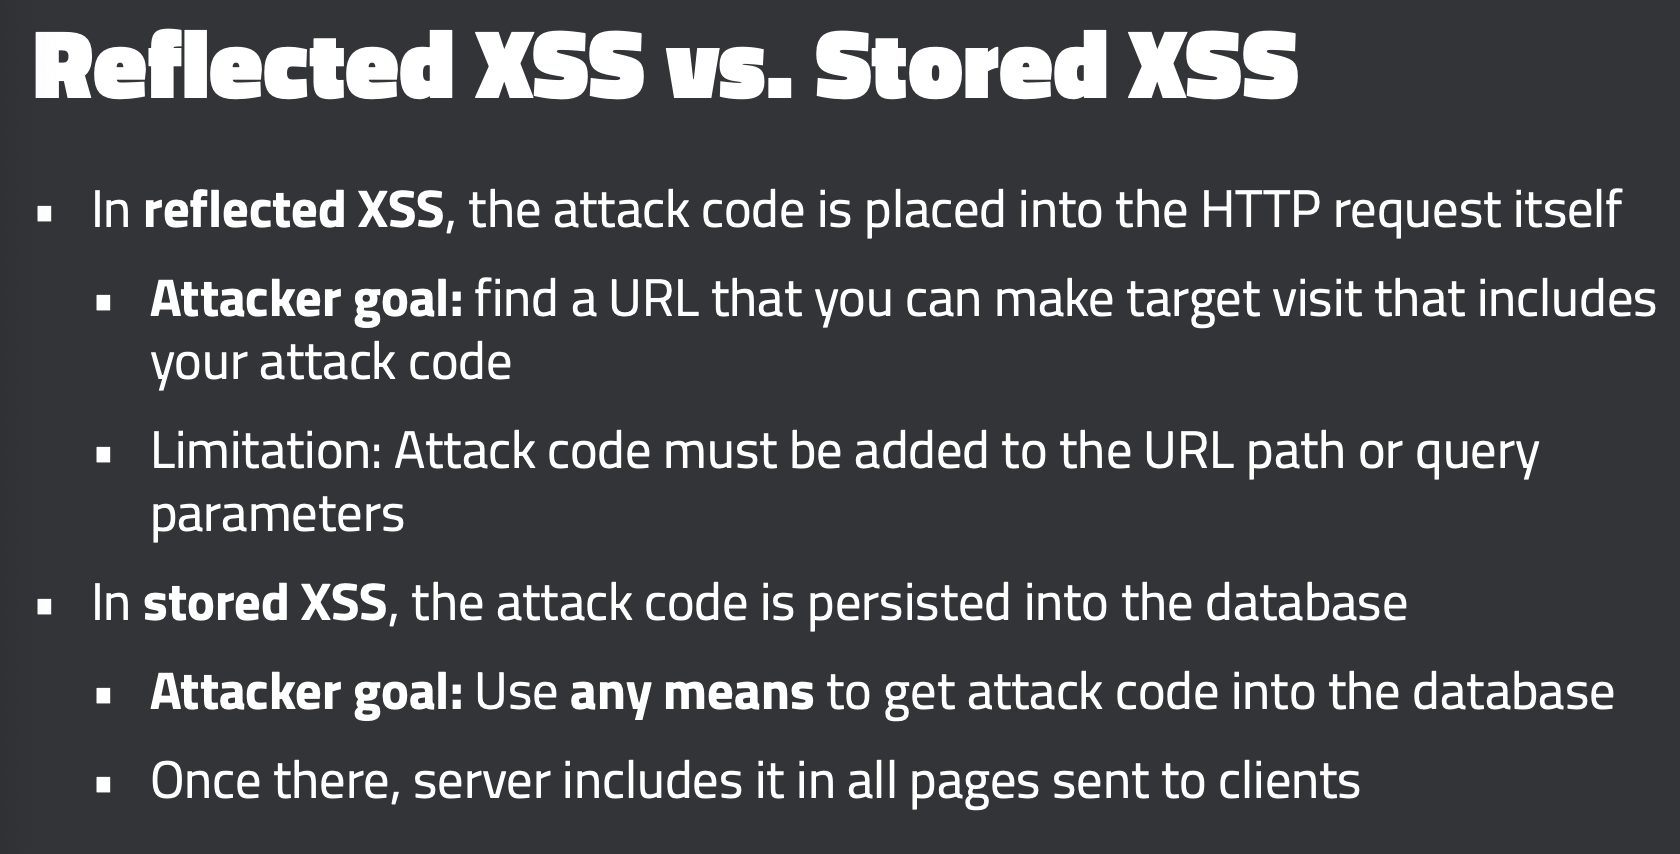 Reflected XSS vs. Stored XSS
▪ In reflected XSS, the attack code is placed into the HTTP request itself
▪ Attacker goal: find a URL that you can make target visit that includes
your attack code
▪ Limitation: Attack code must be added to the URL path or query
parameters
▪ In stored XSS, the attack code is persisted into the database
▪ Attacker goal: Use any means to get attack code into the database
▪ Once there, server includes it in all pages sent to clients